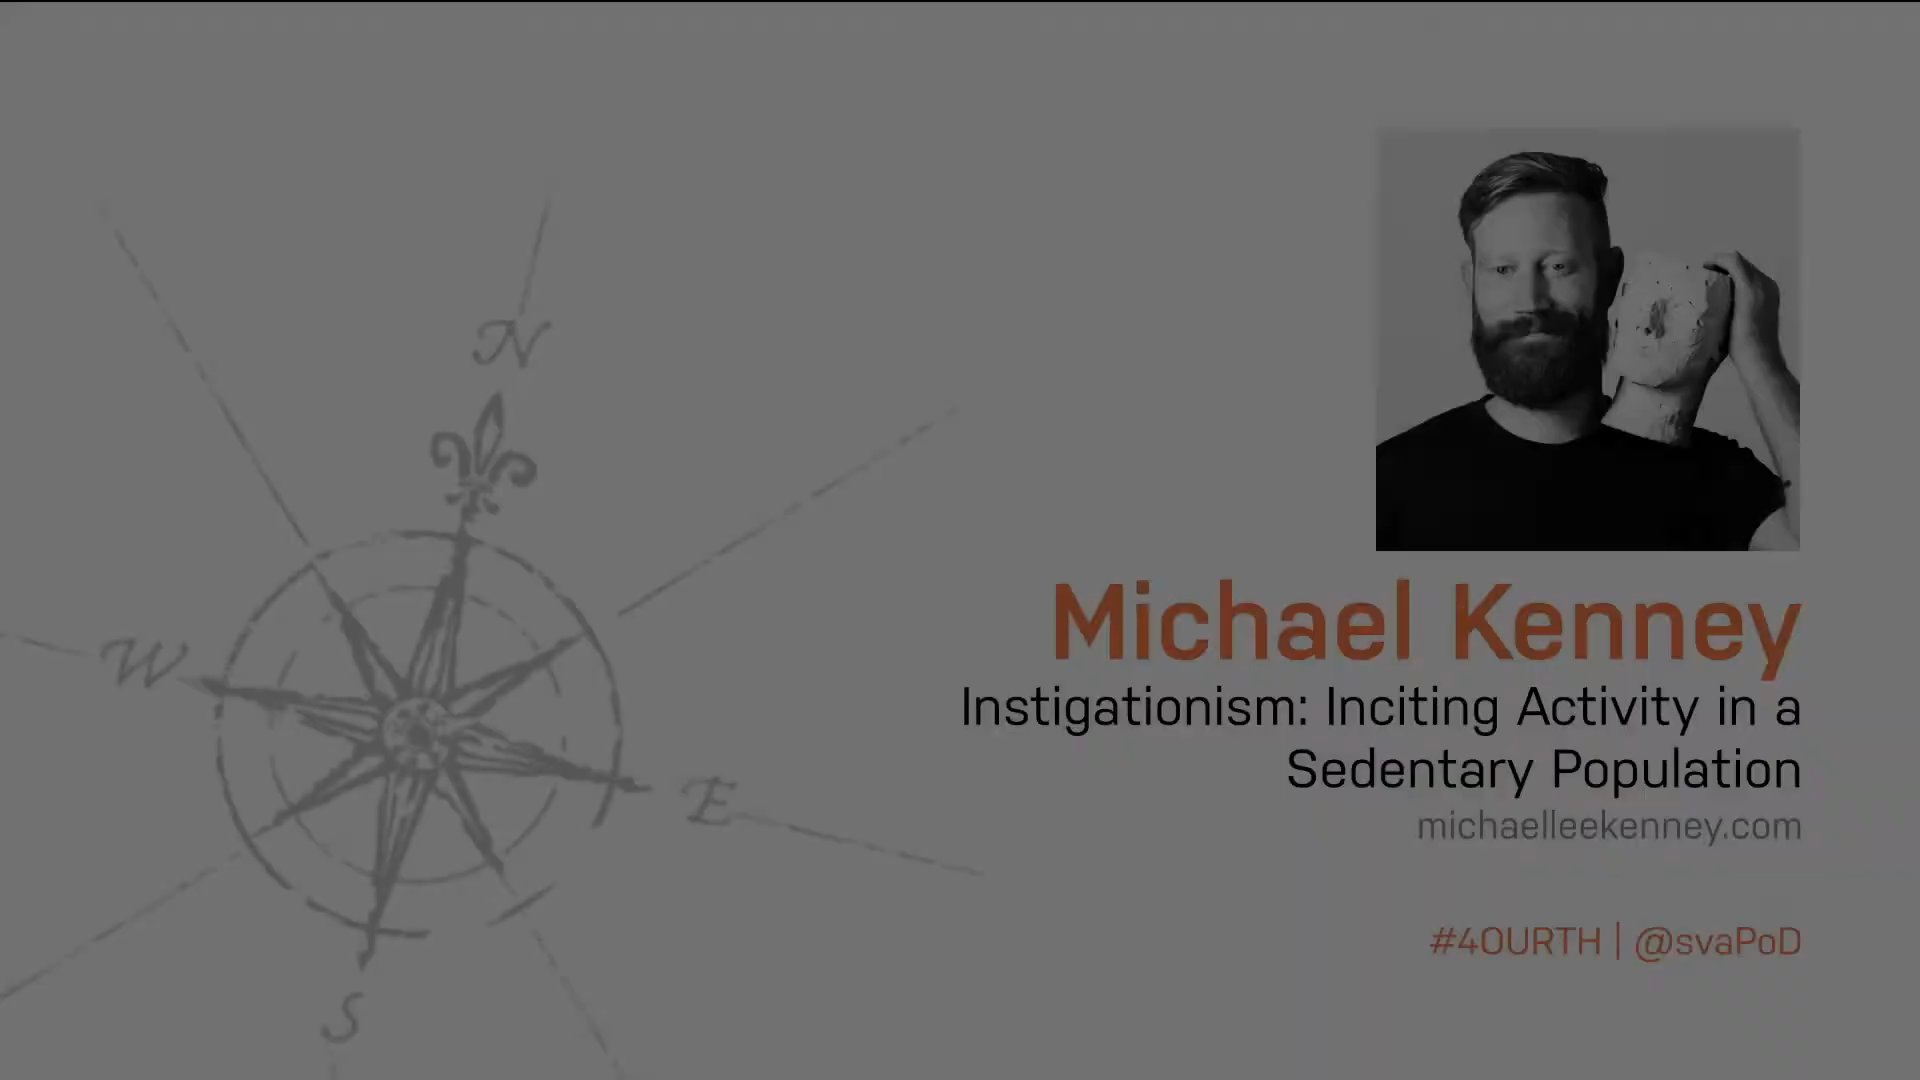 N
W
E
S
Michael Kenney
Instigationism: Inciting Activity in a
Sedentary Population
michaelleekenney.com
#4OURTH | @svaPoD